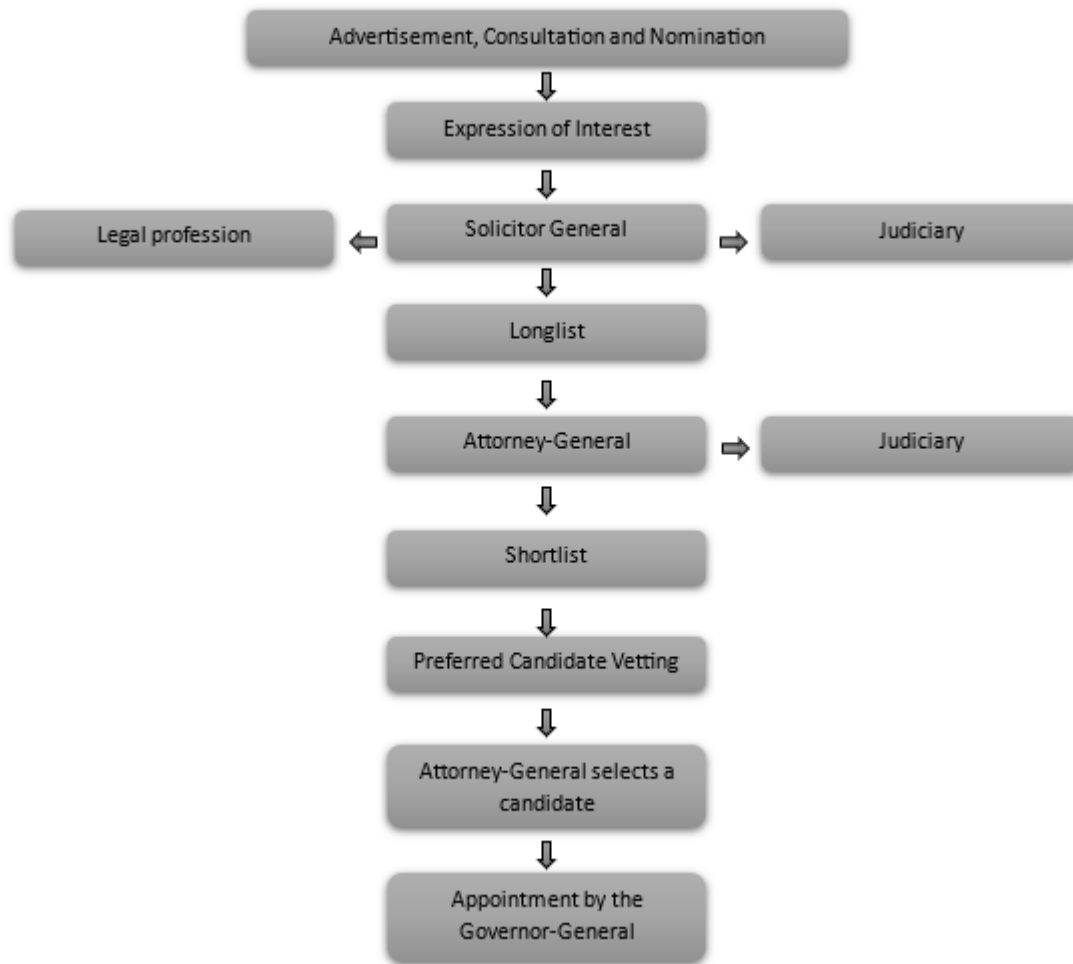 Advertisement, Consultation and Nomination
Expression of Interest
Legal profession
Solicitor General
Judiciary
Longlist
Attorney-General
Judiciary
Shortlist
Preferred Candidate Vetting
Attorney-General selects a
candidate
Appointment by the
Governor-General